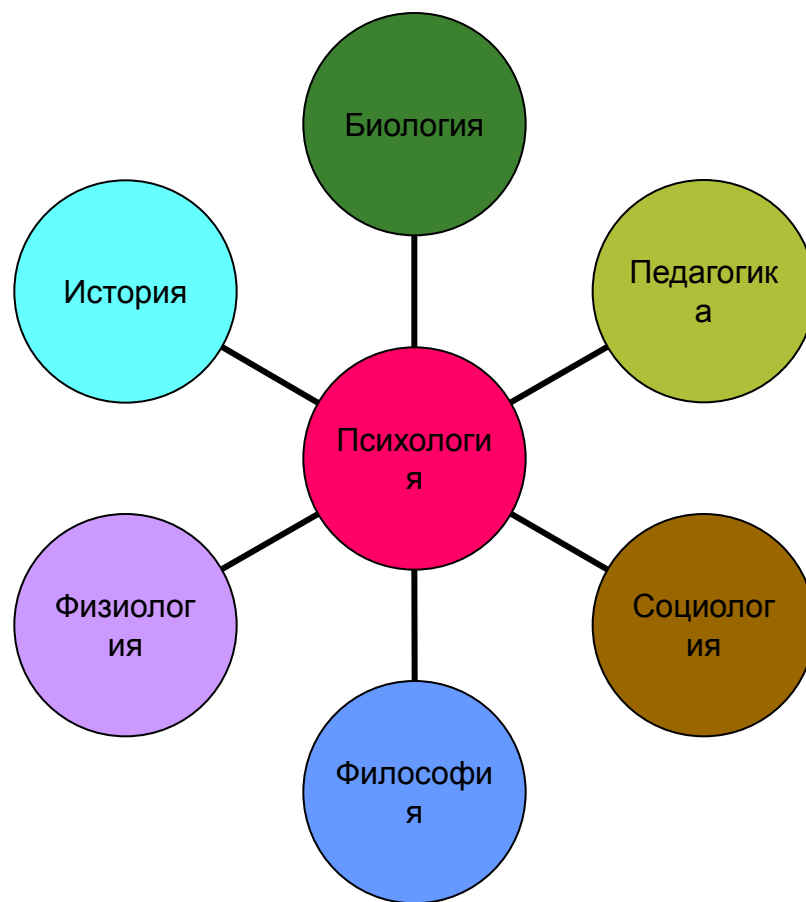 Биология
История
Педагогик
а
Психологи
я
Физиолог
ия
Социолог
ия
Философи
я